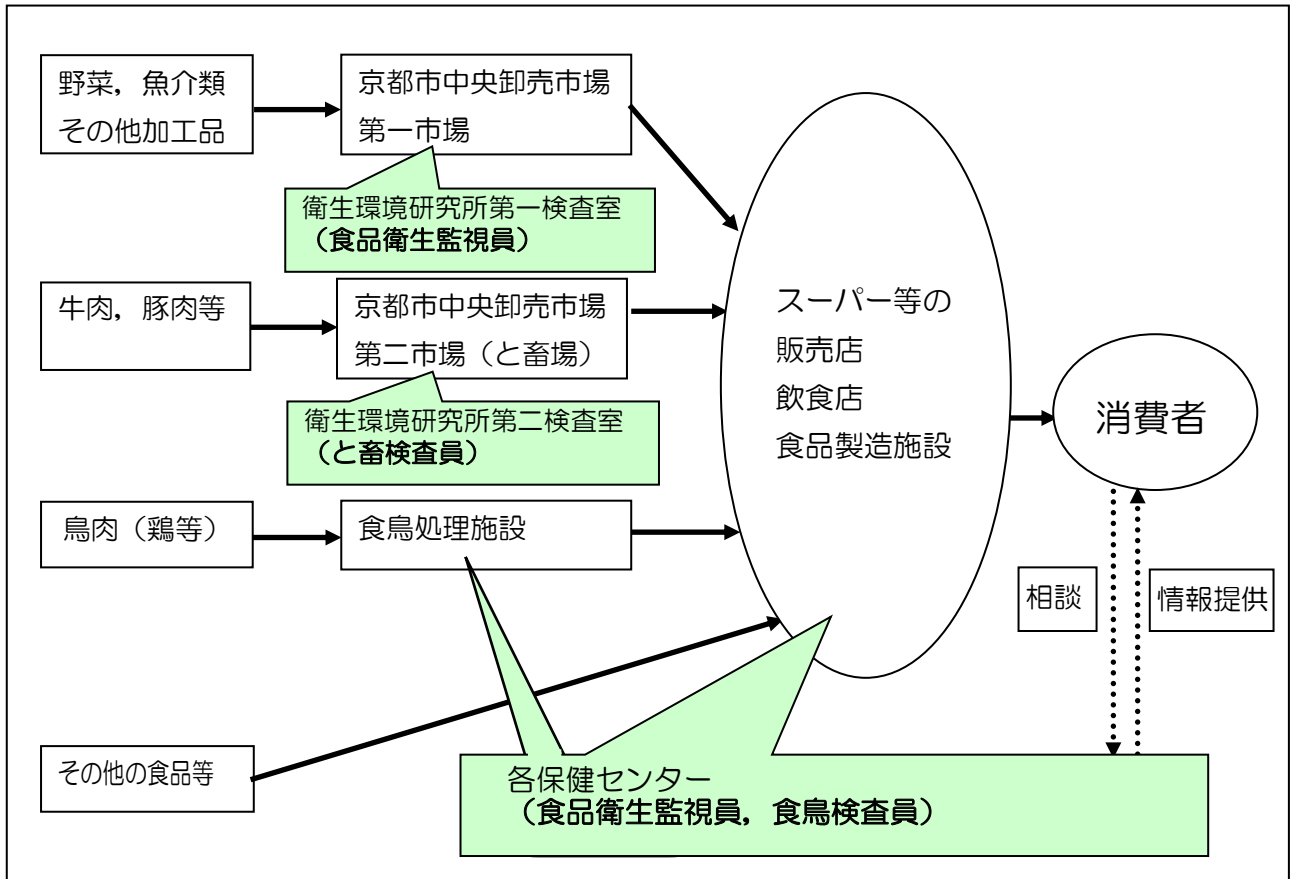 野菜，魚介類
その他加工品
京都市中央卸売市場
第一市場
衛生環境研究所第一検査室
（食品衛生監視員）
牛肉，豚肉等
京都市中央卸売市場
第二市場（と畜場）
衛生環境研究所第二検査室
（と畜検査員）
鳥肉（鶏等）
食鳥処理施設
その他の食品等
スーパー等の
販売店
飲食店
食品製造施設
消費者
相談
情報提供
各保健センター
（食品衛生監視員，食鳥検査員）